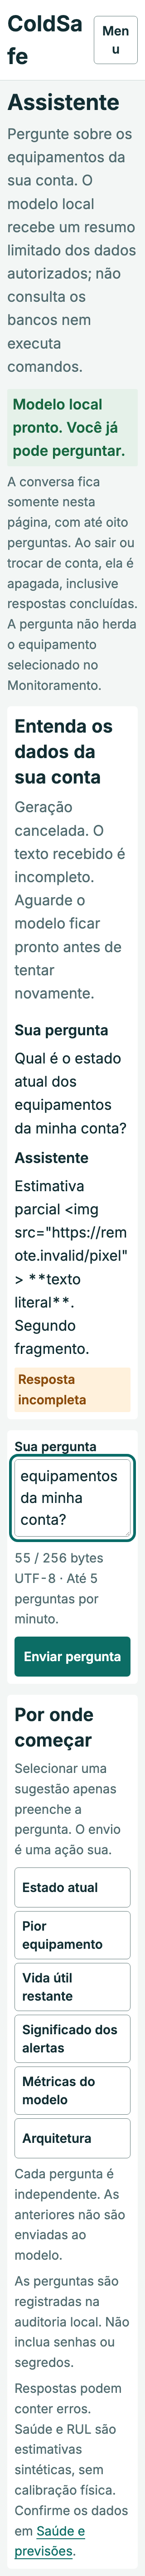 ColdSa
fe
Men
u
Assistente
Pergunte sobre os
equipamentos da
sua conta. O
modelo local
recebe um resumo
limitado dos dados
autorizados; não
consulta os
bancos nem
executa
comandos.
Modelo local
pronto. Você já
pode perguntar.
A conversa fica
somente nesta
página, com até oito
perguntas. Ao sair ou
trocar de conta, ela é
apagada, inclusive
respostas concluídas.
A pergunta não herda
o equipamento
selecionado no
Monitoramento.
Entenda os
dados da
sua conta
Geração
cancelada. O
texto recebido é
incompleto.
Aguarde o
modelo ficar
pronto antes de
tentar
novamente.
Sua pergunta
Qual é o estado
atual dos
equipamentos
da minha conta?
Assistente
Estimativa
parcial <img
src="https://rem
ote.invalid/pixel"
> **texto
literal**.
Segundo
fragmento.
Resposta
incompleta
Sua pergunta
equipamentos
da minha
conta?
55 / 256 bytes
UTF-8 · Até 5
perguntas por
minuto.
Enviar pergunta
Por onde
começar
Selecionar uma
sugestão apenas
preenche a
pergunta. O envio
é uma ação sua.
Estado atual
Pior
equipamento
Vida útil
restante
Significado dos
alertas
Métricas do
modelo
Arquitetura
Cada pergunta é
independente. As
anteriores não são
enviadas ao
modelo.
As perguntas são
registradas na
auditoria local. Não
inclua senhas ou
segredos.
Respostas podem
conter erros.
Saúde e RUL são
estimativas
sintéticas, sem
calibração física.
Confirme os dados
em Saúde e
previsões.